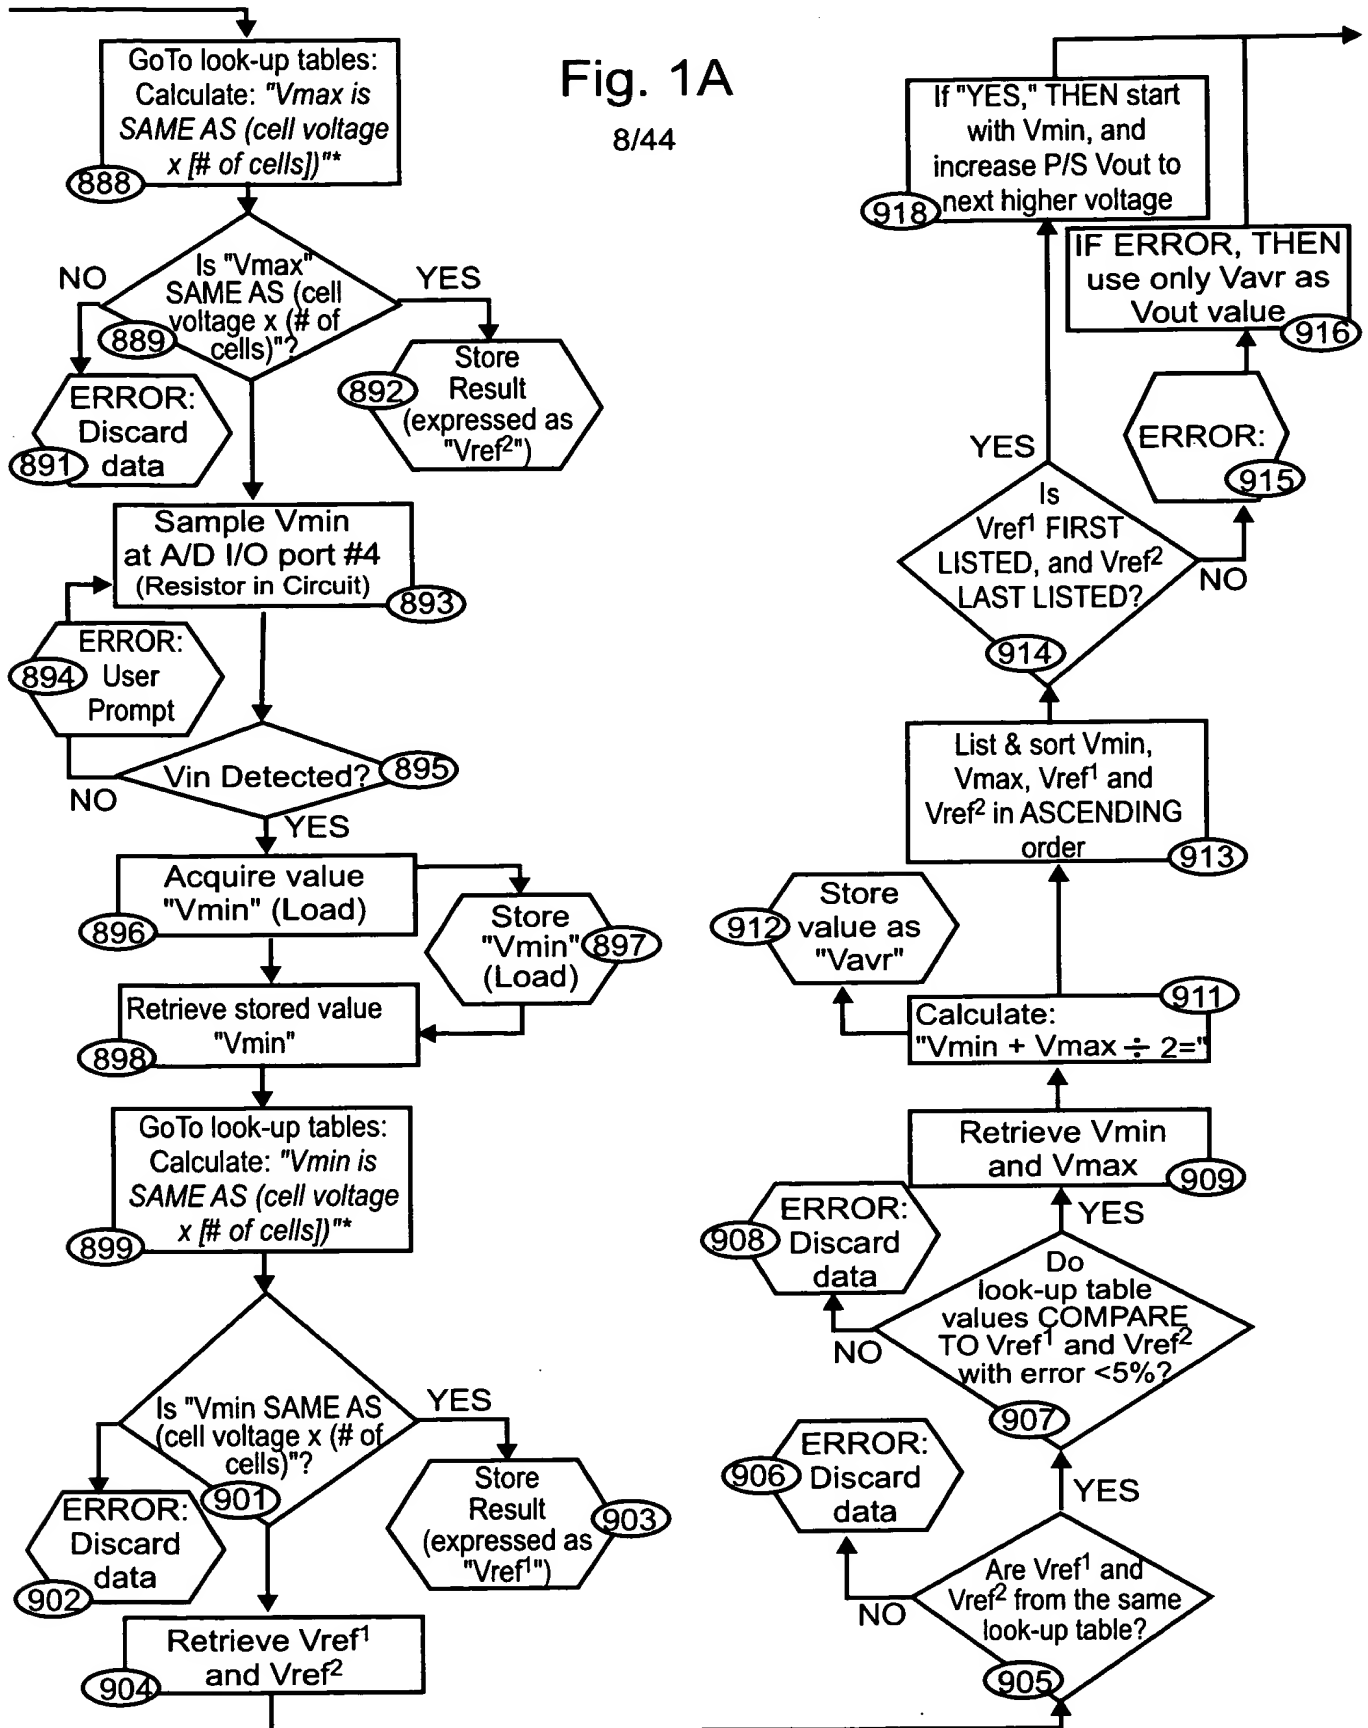 Fig. 1A
8/44
GoTo look-up tables:
Calculate: "Vmax is
SAME AS (cell voltage
x [# of cells])"*
888
Is "Vmax"
SAME AS (cell
voltage x (# of
cells)"?
889
NO
YES
ERROR:
Discard
data
891
Store
Result
(expressed as
"Vref²")
892
Sample Vmin
at A/D I/O port #4
(Resistor in Circuit)
893
ERROR:
User
Prompt
894
Vin Detected?
895
NO
YES
Acquire value
"Vmin" (Load)
896
Store
"Vmin"
(Load)
897
Retrieve stored value
"Vmin"
898
GoTo look-up tables:
Calculate: "Vmin is
SAME AS (cell voltage
x [# of cells])"*
899
Is "Vmin SAME AS
(cell voltage x (# of
cells)"?
901
YES
ERROR:
Discard
data
902
Store
Result
(expressed as
"Vref¹")
903
Retrieve Vref¹
and Vref²
904
If "YES," THEN start
with Vmin, and
increase P/S Vout to
next higher voltage
918
IF ERROR, THEN
use only Vavr as
Vout value
916
ERROR:
915
YES
Is
Vref¹ FIRST
LISTED, and Vref²
LAST LISTED?
914
NO
List & sort Vmin,
Vmax, Vref¹ and
Vref² in ASCENDING
order
913
Store
value as
"Vavr"
912
911
Calculate:
"Vmin + Vmax ÷ 2="
Retrieve Vmin
and Vmax
909
YES
ERROR:
Discard
data
908
Do
look-up table
values COMPARE
TO Vref¹ and Vref²
with error <5%?
907
NO
ERROR:
Discard
data
906
YES
Are Vref¹ and
Vref² from the same
look-up table?
905
NO